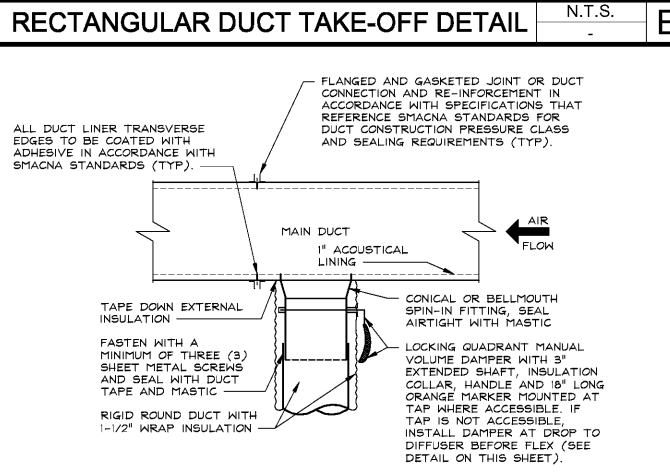 RECTANGULAR DUCT TAKE-OFF DETAIL
N.T.S.
-
FLANGED AND GASKETED JOINT OR DUCT
CONNECTION AND RE-INFORCEMENT IN
ACCORDANCE WITH SPECIFICATIONS THAT
REFERENCE SMACNA STANDARDS FOR
DUCT CONSTRUCTION PRESSURE CLASS
AND SEALING REQUIREMENTS (TYP).
ALL DUCT LINER TRANSVERSE
EDGES TO BE COATED WITH
ADHESIVE IN ACCORDANCE WITH
SMACNA STANDARDS (TYP).
MAIN DUCT
1" ACOUSTICAL
LINING
AIR
FLOW
TAPE DOWN EXTERNAL
INSULATION
FASTEN WITH A
MINIMUM OF THREE (3)
SHEET METAL SCREWS
AND SEAL WITH DUCT
TAPE AND MASTIC
RIGID ROUND DUCT WITH
1-1/2" WRAP INSULATION
CONICAL OR BELLMOUTH
SPIN-IN FITTING, SEAL
AIRTIGHT WITH MASTIC
LOCKING QUADRANT MANUAL
VOLUME DAMPER WITH 3"
EXTENDED SHAFT, INSULATION
COLLAR, HANDLE AND 18" LONG
ORANGE MARKER MOUNTED AT
TAP WHERE ACCESSIBLE. IF
TAP IS NOT ACCESSIBLE,
INSTALL DAMPER AT DROP TO
DIFFUSER BEFORE FLEX (SEE
DETAIL ON THIS SHEET).